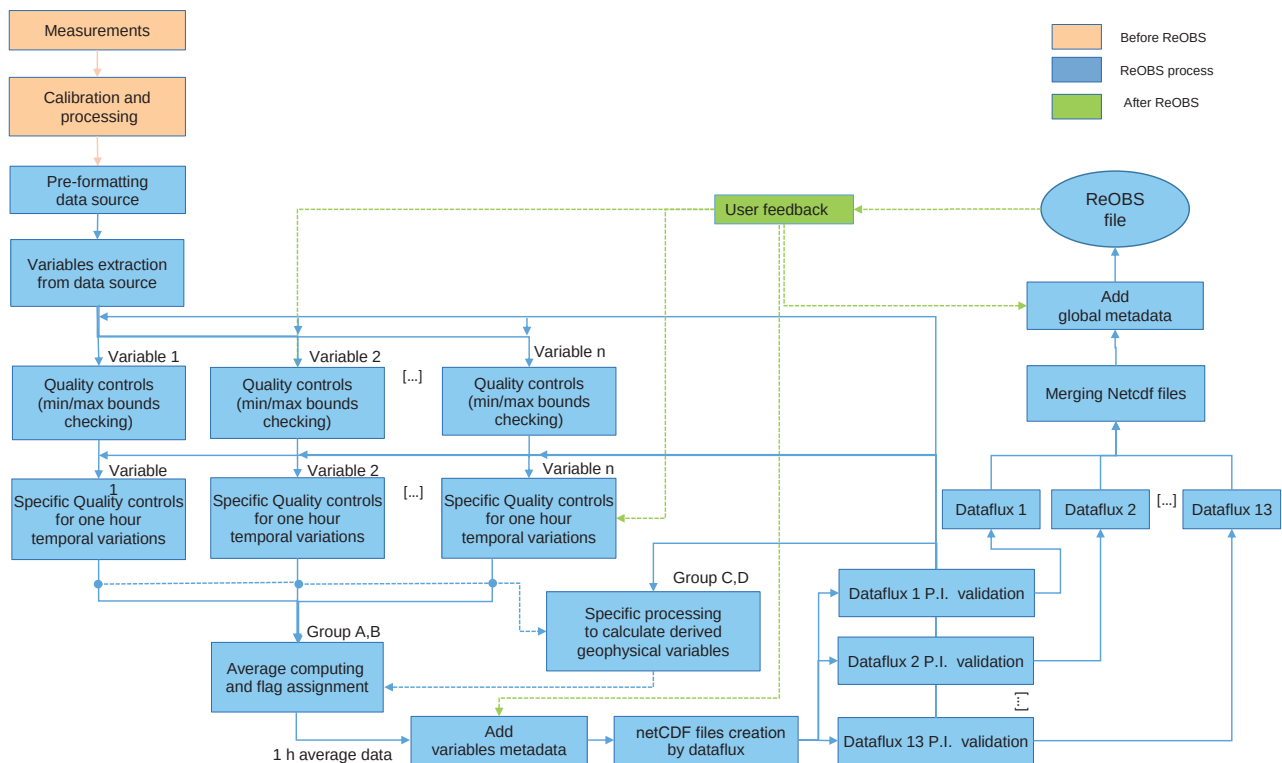 Measurements
Calibration and
processing
Pre-formatting
data source
Variables extraction
from data source
Before ReOBS
ReOBS process
After ReOBS
User feedback
ReOBS
file
Add
global metadata
Merging Netcdf files
Variable 1
Variable 2
[...]
Variable n
Quality controls
(min/max bounds
checking)
Quality controls
(min/max bounds
checking)
Quality controls
(min/max bounds
checking)
Variable
1
Variable 2
[...]
Variable n
Specific Quality controls
for one hour
temporal variations
Specific Quality controls
for one hour
temporal variations
Specific Quality controls
for one hour
temporal variations
Dataflux 1
Dataflux 2
[...]
Dataflux 13
Group C,D
Specific processing
to calculate derived
geophysical variables
Group A,B
Average computing
and flag assignment
1 h average data
Add
variables metadata
netCDF files creation
by dataflux
Dataflux 1 P.I. validation
Dataflux 2 P.I. validation
[...]
Dataflux 13 P.I. validation